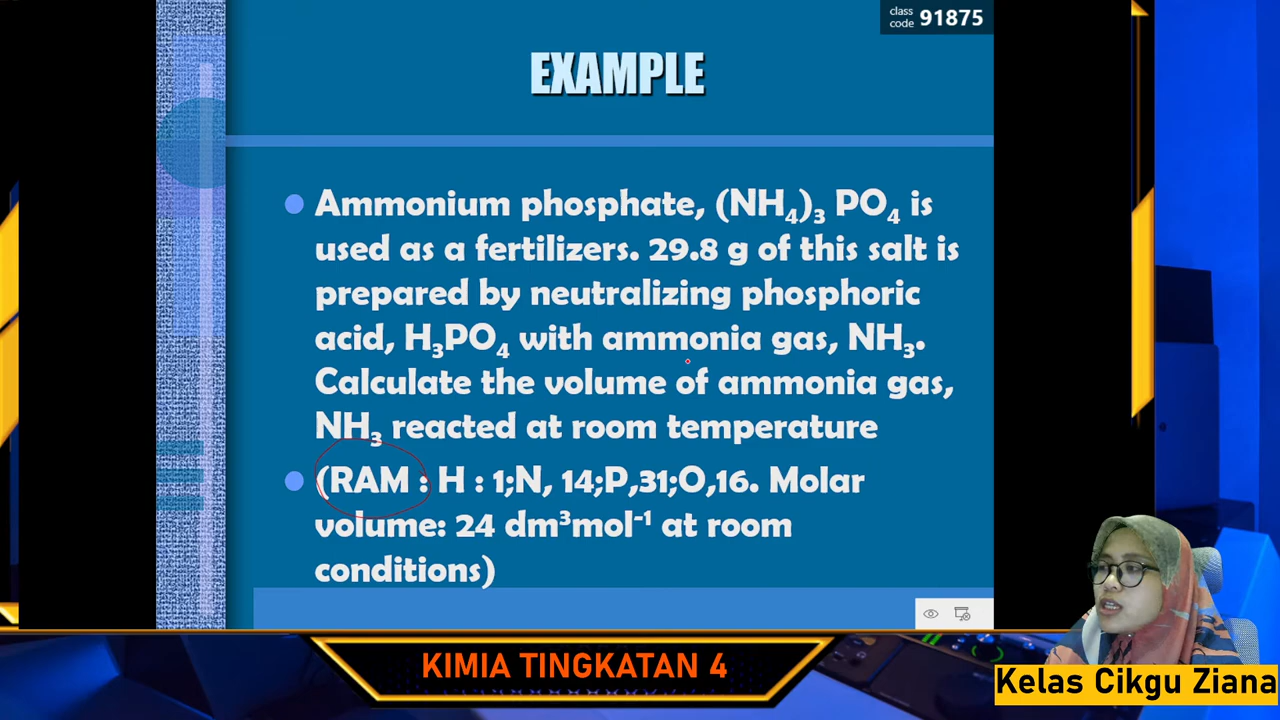 class
code 91875
EXAMPLE
Ammonium phosphate, (NH₄)₃ PO₄ is
used as a fertilizers. 29.8 g of this salt is
prepared by neutralizing phosphoric
acid, H₃PO₄ with ammonia gas, NH₃.
Calculate the volume of ammonia gas,
NH₃ reacted at room temperature
(RAM : H : 1;N, 14;P,31;O,16. Molar
volume: 24 dm³mol⁻¹ at room
conditions)
KIMIA TINGKATAN 4
Kelas Cikgu Ziana